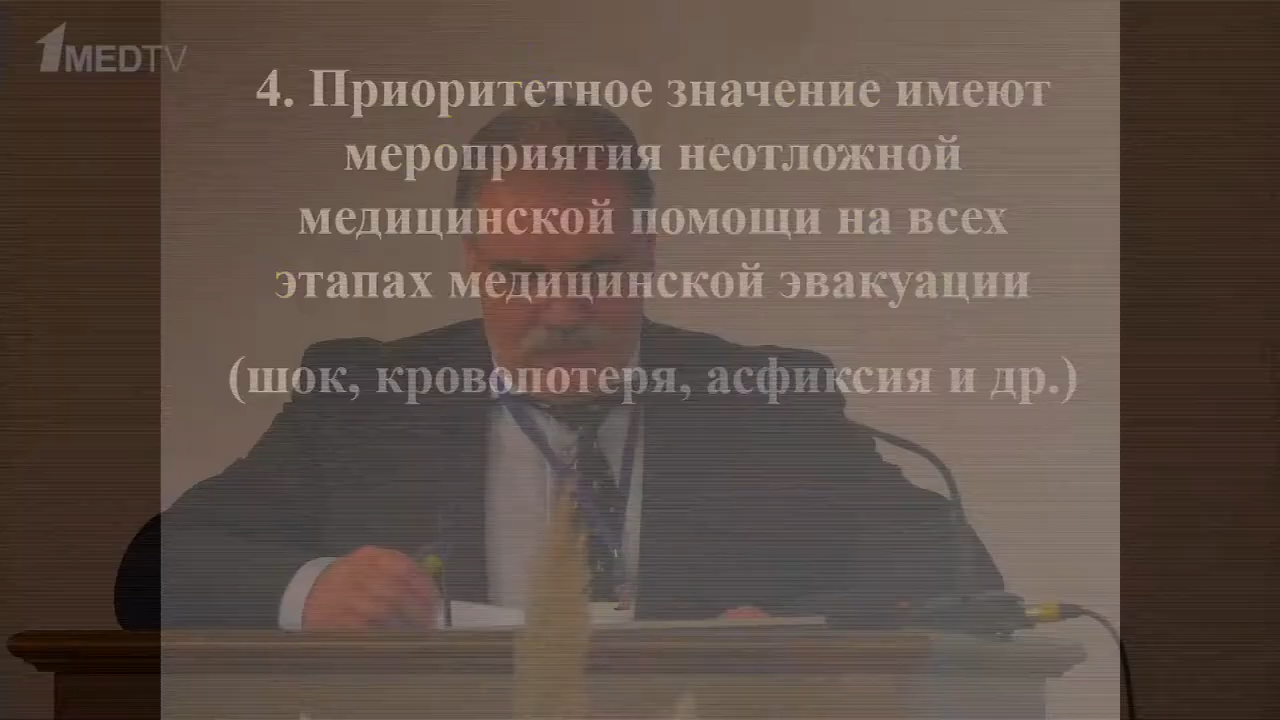 1MEDTV
4. Приоритетное значение имеют
мероприятия неотложной
медицинской помощи на всех
этапах медицинской эвакуации
(шок, кровопотеря, асфиксия и др.)